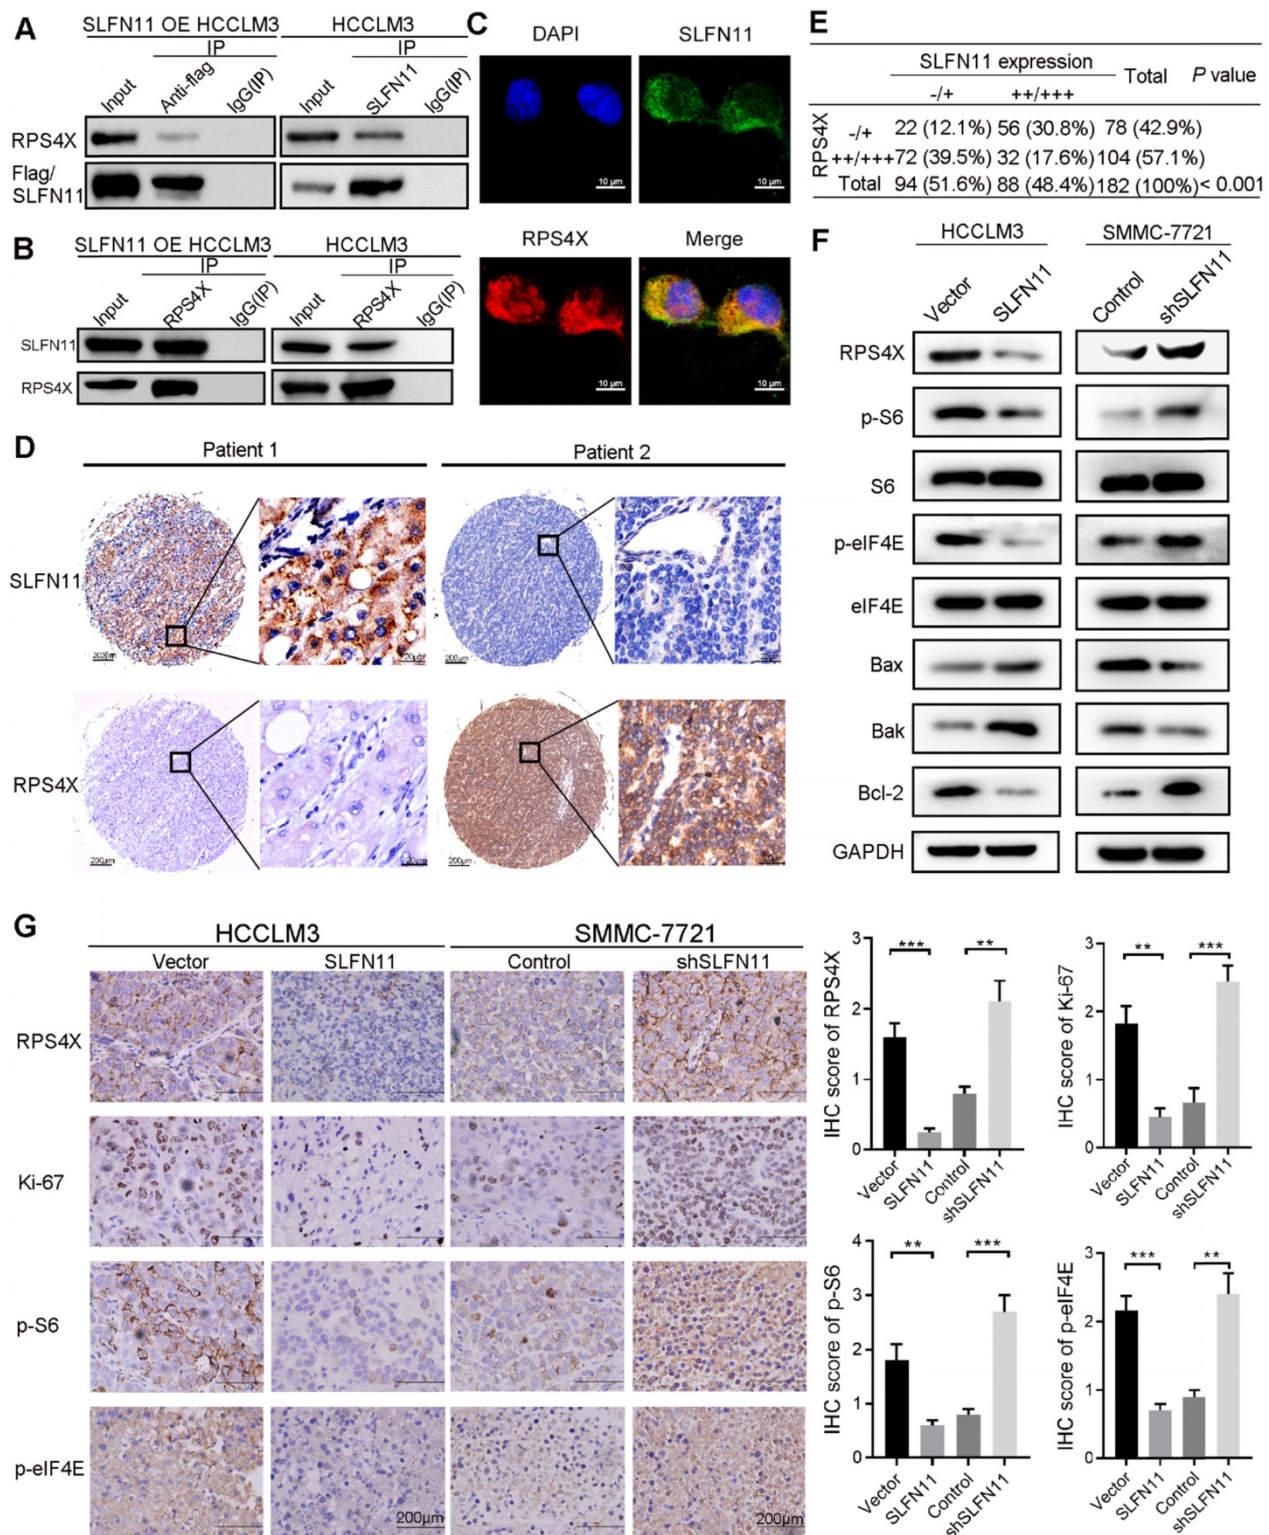 A
SLFN11 OE HCCLM3
HCCLM3
IP
IP
Input
Anti-flag
IgG(IP)
Input
SLFN11
IgG(IP)
RPS4X
Flag/
SLFN11
B
SLFN11 OE HCCLM3
HCCLM3
IP
IP
Input
RPS4X
IgG(IP)
Input
RPS4X
IgG(IP)
SLFN11
RPS4X
C
DAPI
SLFN11
10 μm
10 μm
RPS4X
Merge
10 μm
10 μm
D
Patient 1
Patient 2
SLFN11
200μm
20μm
200μm
RPS4X
200μm
20μm
200μm
E
SLFN11 expression
Total
P value
-/+
++/+++
RPS4X
-/+ 22 (12.1%) 56 (30.8%) 78 (42.9%)
++/+++ 72 (39.5%) 32 (17.6%) 104 (57.1%)
Total 94 (51.6%) 88 (48.4%) 182 (100%) < 0.001
F
HCCLM3
SMMC-7721
Vector
SLFN11
Control
shSLFN11
RPS4X
p-S6
S6
p-eIF4E
eIF4E
Bax
Bak
Bcl-2
GAPDH
G
HCCLM3
SMMC-7721
Vector
SLFN11
Control
shSLFN11
RPS4X
Ki-67
p-S6
p-eIF4E
200μm
200μm
IHC score of RPS4X
3
2
1
0
***
**
Vector
SLFN11
Control
shSLFN11
IHC score of Ki-67
3
2
1
0
**
***
Vector
SLFN11
Control
shSLFN11
IHC score of p-S6
4
3
2
1
0
**
***
Vector
SLFN11
Control
shSLFN11
IHC score of p-eIF4E
3
2
1
0
***
**
Vector
SLFN11
Control
shSLFN11